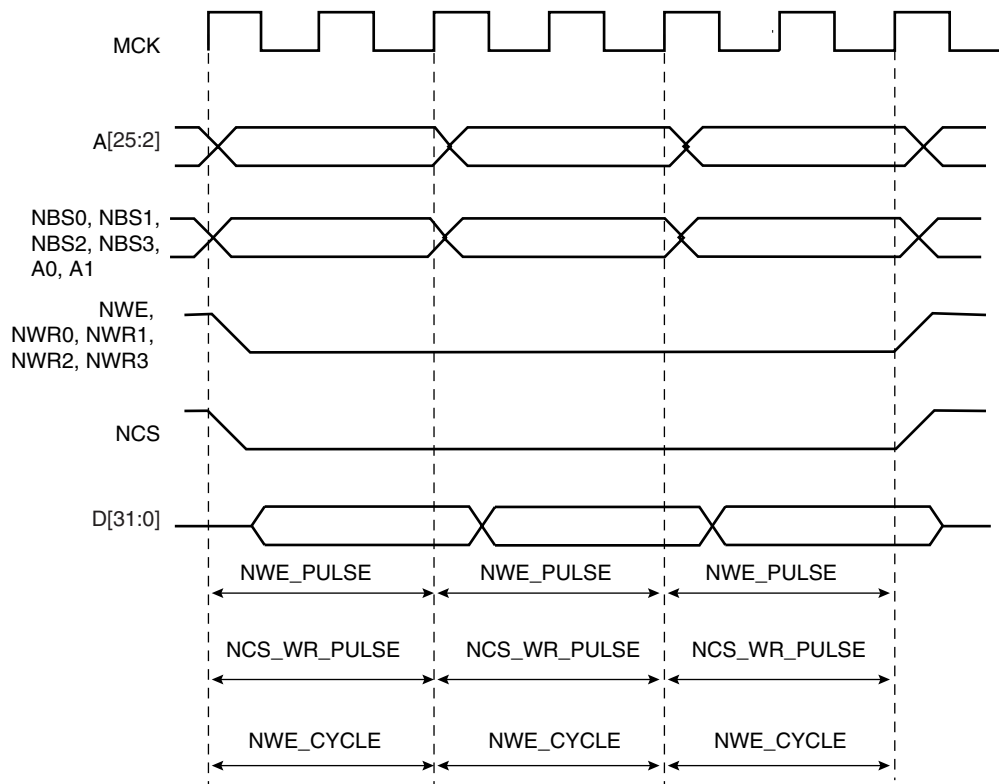 MCK
A[25:2]
NBS0, NBS1,
NBS2, NBS3,
A0, A1
NWE,
NWR0, NWR1,
NWR2, NWR3
NCS
D[31:0]
NWE_PULSE NWE_PULSE NWE_PULSE
NCS_WR_PULSE NCS_WR_PULSE NCS_WR_PULSE
NWE_CYCLE NWE_CYCLE NWE_CYCLE